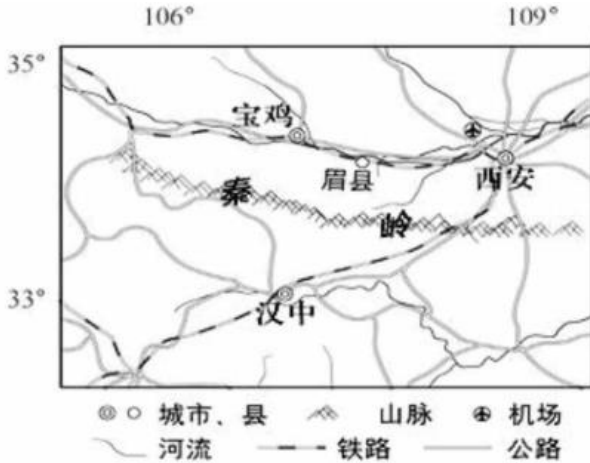 106° 109°
35°
宝鸡
眉县 西安
秦
岭
33°
汉中
城市、县 山脉 机场
河流 铁路 公路